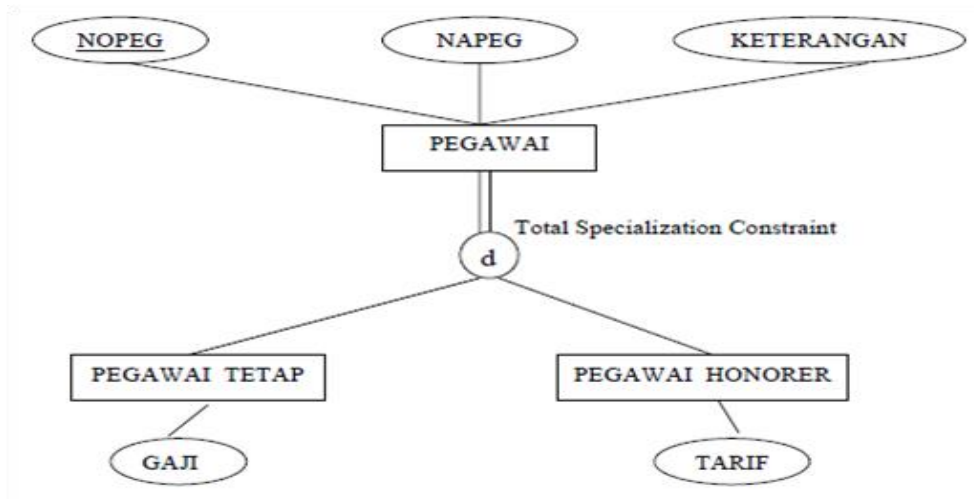 NOPEG
NAPEG
KETERANGAN
PEGAWAI
Total Specialization Constraint
d
PEGAWAI TETAP
PEGAWAI HONORER
GAJI
TARIF